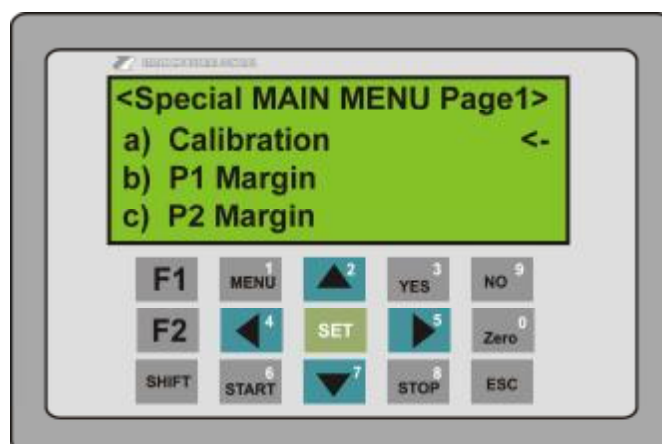 <Special MAIN MENU Page1>
a) Calibration <-
b) P1 Margin
c) P2 Margin
F1 MENU 1 2 YES 3 NO 9
F2 4 SET 5 Zero 0
SHIFT START 6 7 STOP 8 ESC